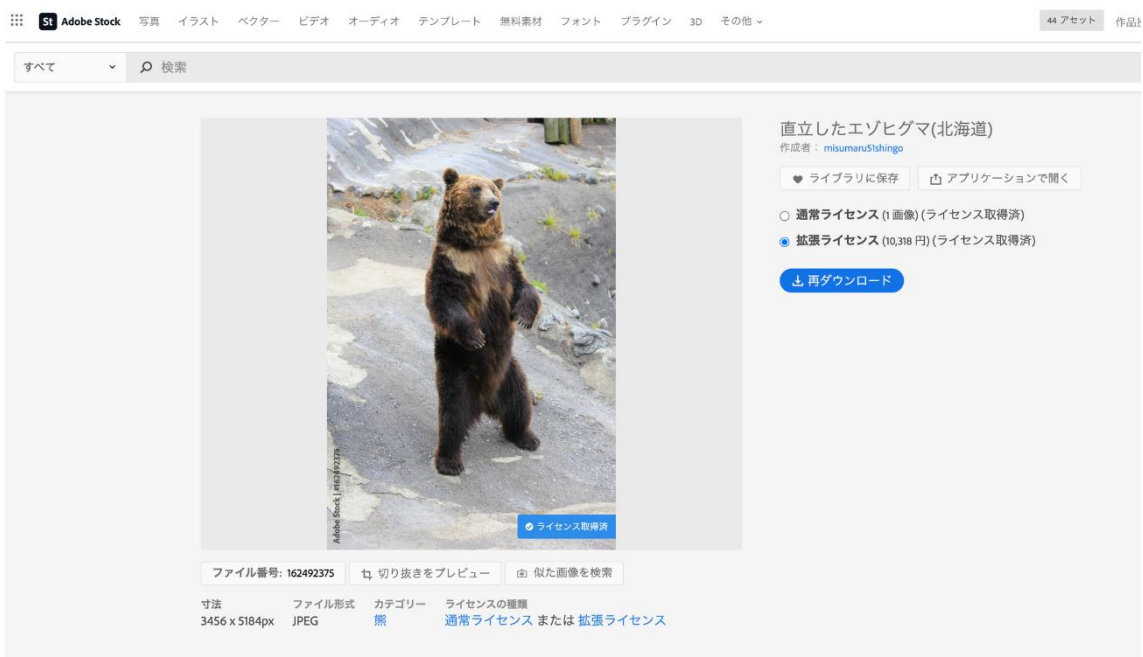 St Adobe Stock 写真 イラスト ベクター ビデオ オーディオ テンプレート 無料素材 フォント プラグイン 3D その他 44 アセット
すべて 検索
直立したエゾヒグマ(北海道)
作成者： misumaru51shingo
ライブラリに保存 アプリケーションで開く
通常ライセンス (1 画像) (ライセンス取得済)
拡張ライセンス (10,318 円) (ライセンス取得済)
再ダウンロード
Adobe Stock | #162492375
ライセンス取得済
ファイル番号: 162492375 切り抜きをプレビュー 似た画像を検索
寸法 ファイル形式 カテゴリー ライセンスの種類
3456 x 5184px JPEG 熊 通常ライセンス または 拡張ライセンス